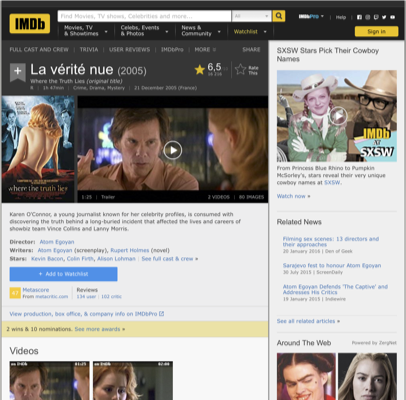 IMDb
Find Movies, TV shows, Celebrities and more...
All
IMDbPro
Help
Movies, TV
& Showtimes
Celebs, Events
& Photos
News &
Community
Watchlist
Sign in
FULL CAST AND CREW | TRIVIA | USER REVIEWS | IMDbPro | MORE
SHARE
La vérité nue (2005)
Where the Truth Lies (original title)
R | 1h 47min | Crime, Drama, Mystery | 21 December 2005 (France)
6,5
Rate
This
where the truth lies
1:25 | Trailer
2 VIDEOS | 80 IMAGES
Karen O'Connor, a young journalist known for her celebrity profiles, is consumed with
discovering the truth behind a long-buried incident that affected the lives and careers of
showbiz team Vince Collins and Lanny Morris.
Director: Atom Egoyan
Writers: Atom Egoyan (screenplay), Rupert Holmes (novel)
Stars: Kevin Bacon, Colin Firth, Alison Lohman | See full cast & crew »
+ Add to Watchlist
Metascore
From metacritic.com
Reviews
134 user | 102 critic
View production, box office, & company info on IMDbPro
2 wins & 10 nominations. See more awards »
Videos
SXSW Stars Pick Their Cowboy
Names
IMDb
SXSW
From Princess Blue Rhino to Pumpkin
McSorley's, stars reveal their very unique
cowboy names at SXSW.
Watch now »
Related News
Filming sex scenes: 13 directors and
their approaches
20 January 2016 | Den of Geek
Sarajevo fest to honour Atom Egoyan
30 July 2015 | ScreenDaily
Atom Egoyan Defends 'The Captive' and
Addresses His Critics
19 January 2015 | Indiewire
See all related articles »
Around The Web
Powered by ZergNet